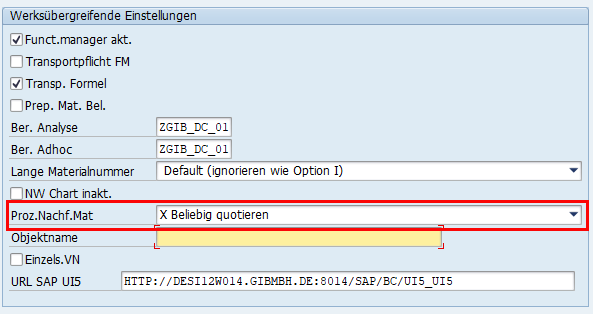 Werksübergreifende Einstellungen
Funct.manager akt.
Transportpflicht FM
Transp. Formel
Prep. Mat. Bel.
Ber. Analyse ZGIB_DC_01
Ber. Adhoc ZGIB_DC_01
Lange Materialnummer Default (ignorieren wie Option I)
NW Chart inakt.
Proz.Nachf.Mat X Beliebig quotieren
Objektname
Einzels.VN
URL SAP UI5 HTTP://DESI12W014.GIBMBH.DE:8014/SAP/BC/UI5_UI5